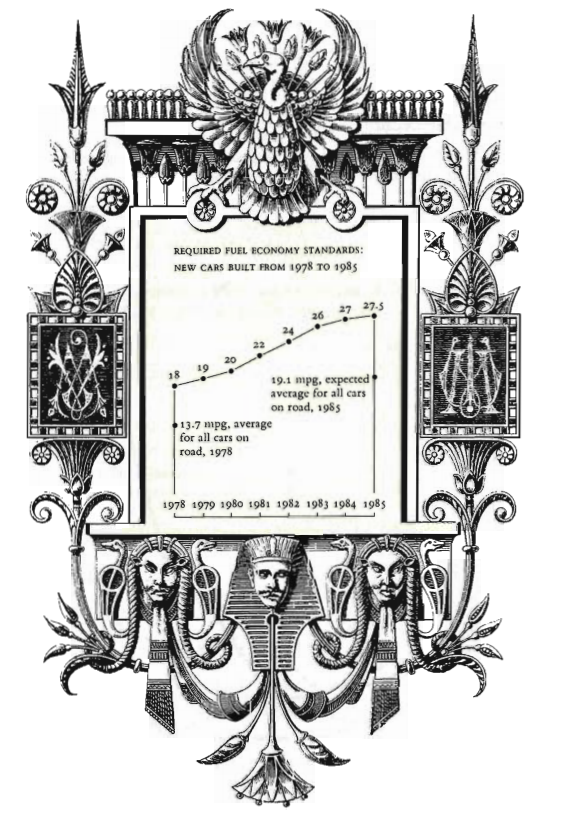 REQUIRED FUEL ECONOMY STANDARDS:
NEW CARS BUILT FROM 1978 TO 1985
18
19
20
22
24
26
27
27.5
19.1 mpg, expected
average for all cars
on road, 1985
13.7 mpg, average
for all cars on
road, 1978
1978 1979 1980 1981 1982 1983 1984 1985